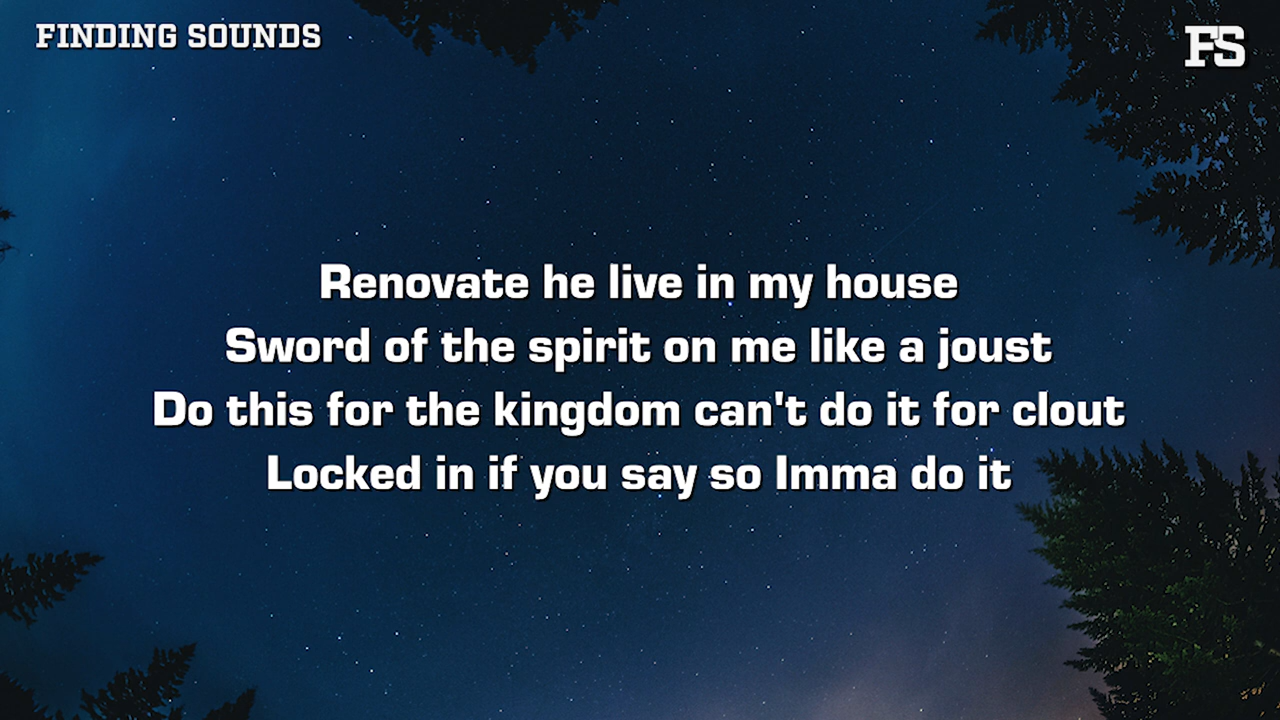 FINDING SOUNDS
FS
Renovate he live in my house
Sword of the spirit on me like a joust
Do this for the kingdom can't do it for clout
Locked in if you say so Imma do it